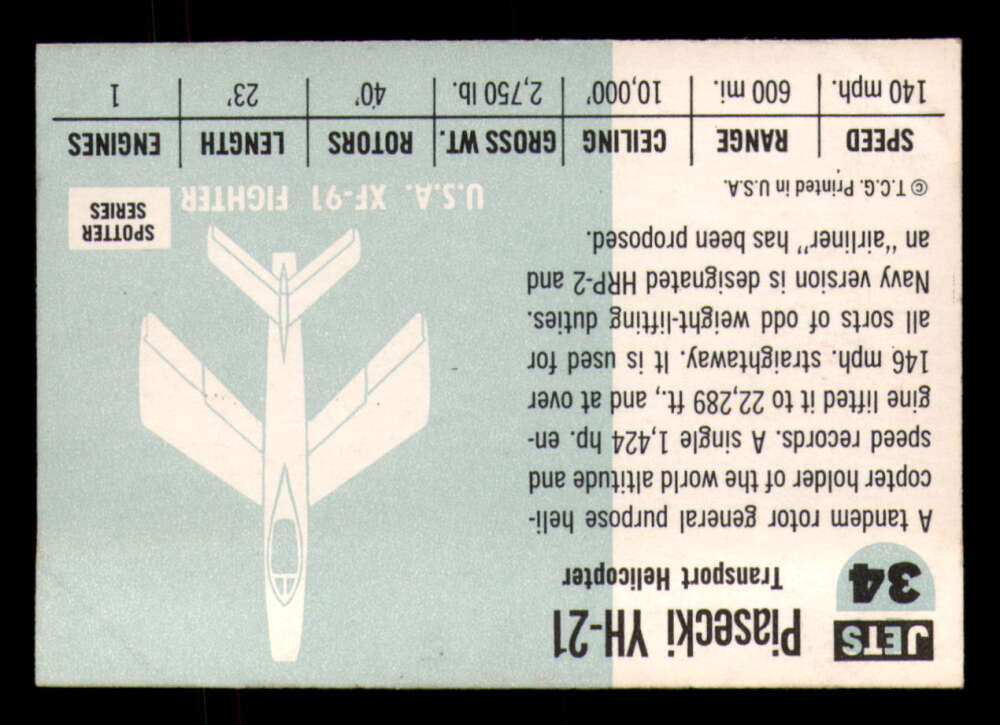 JETS
34
Piasecki YH-21
Transport Helicopter
A tandem rotor general purpose heli-
copter holder of the world altitude and
speed records. A single 1,424 hp. en-
gine lifted it to 22,289 ft., and at over
146 mph. straightaway. It is used for
all sorts of odd weight-lifting duties.
Navy version is designated HRP-2 and
an "airliner" has been proposed.
© T.C.G. Printed in U.S.A.
U.S.A. XF-91 FIGHTER
SPOTTER
SERIES
SPEED RANGE CEILING GROSS WT. ROTORS LENGTH ENGINES
140 mph. 600 mi. 10,000' 2,750 lb. 40' 23' 1